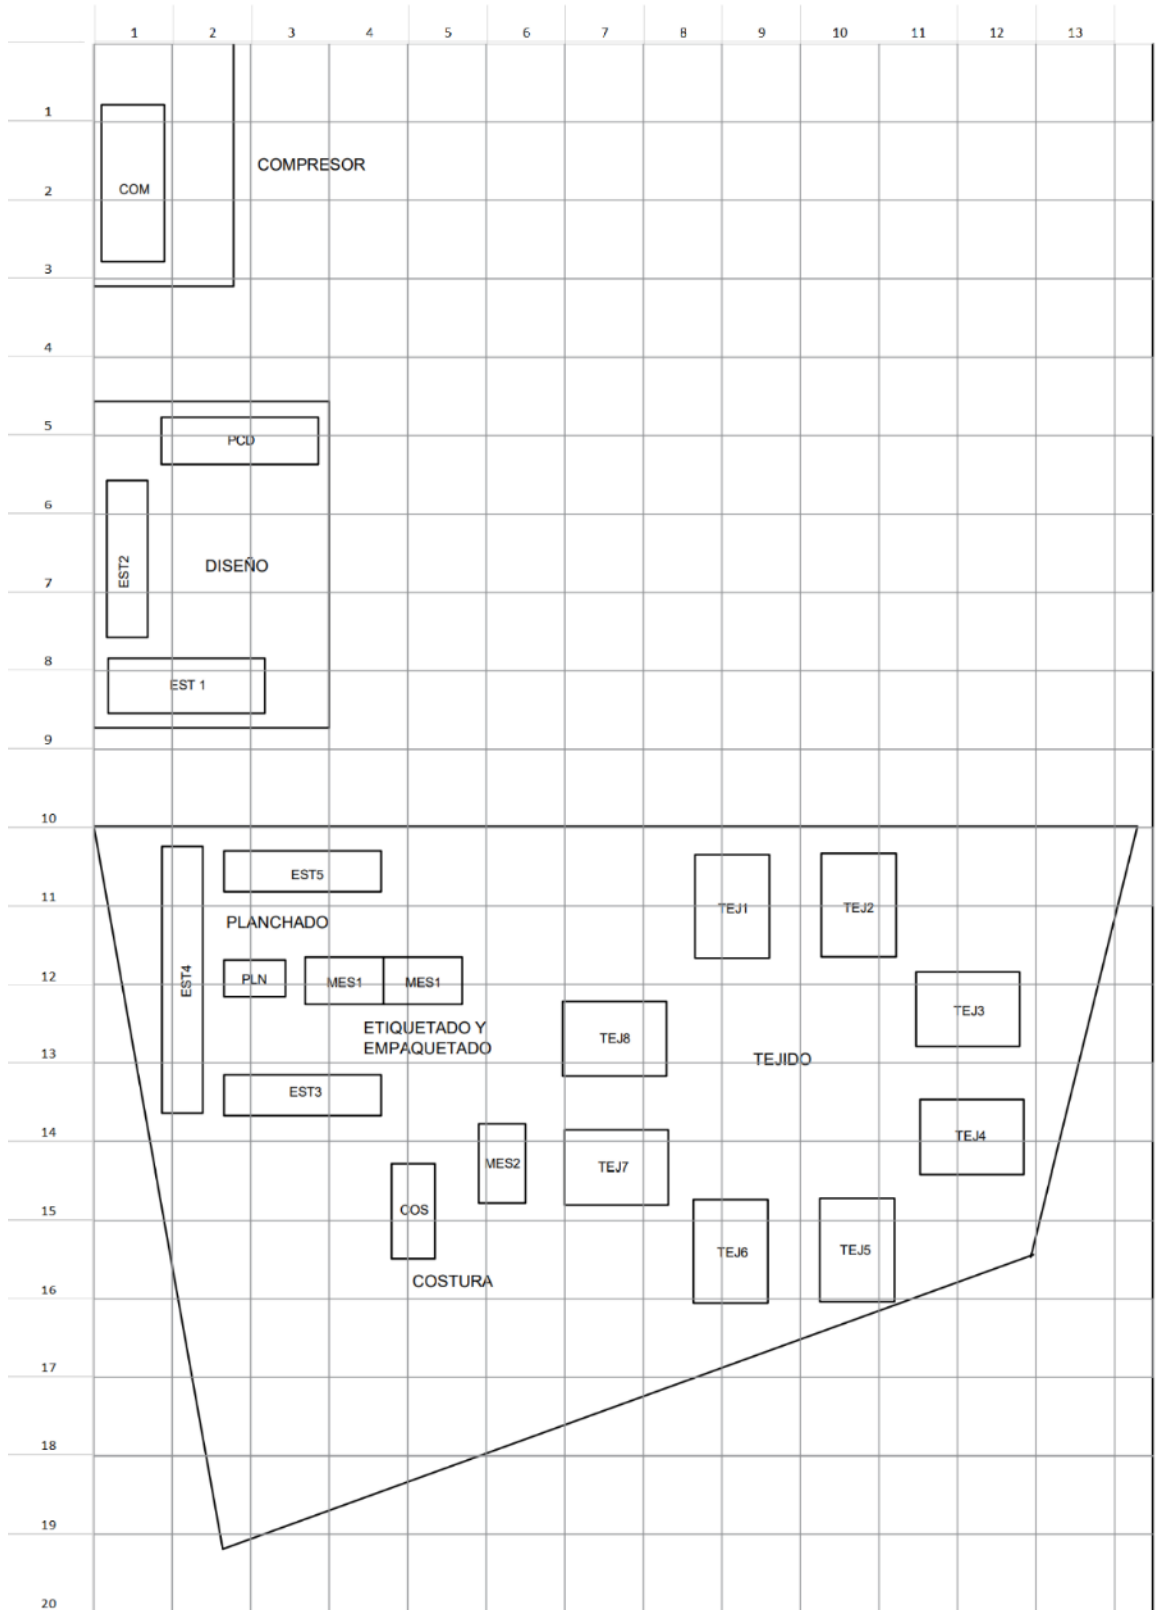 1 2 3 4 5 6 7 8 9 10 11 12 13
1
COMPRESOR
COM
2
3
4
5
PCD
6
EST2
DISEÑO
7
8
EST 1
9
10
EST5
11
TEJ1
TEJ2
PLANCHADO
EST4
PLN
MES1
MES1
12
TEJ3
ETIQUETADO Y
EMPAQUETADO
TEJ8
13
TEJIDO
EST3
14
TEJ4
MES2
TEJ7
COS
15
TEJ6
TEJ5
COSTURA
16
17
18
19
20